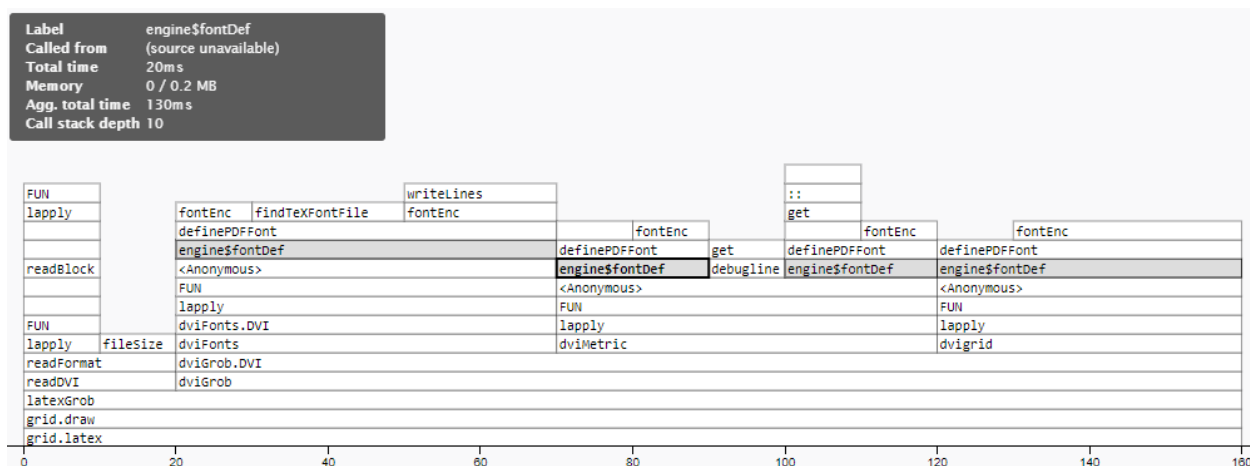 Label engine$fontDef
Called from (source unavailable)
Total time 20ms
Memory 0 / 0.2 MB
Agg. total time 130ms
Call stack depth 10
FUN writeLines ::
lapply fontEnc findTeXFontFile fontEnc get
definePDFFont fontEnc fontEnc fontEnc
engine$fontDef definePDFFont get definePDFFont definePDFFont
readBlock <Anonymous> engine$fontDef debugline engine$fontDef engine$fontDef
FUN <Anonymous> <Anonymous>
lapply FUN FUN
FUN dviFonts.DVI lapply lapply
lapply fileSize dviFonts dviMetric dvigrid
readFormat dviGrob.DVI
readDVI dviGrob
latexGrob
grid.draw
grid.latex
0 20 40 60 80 100 120 140 160